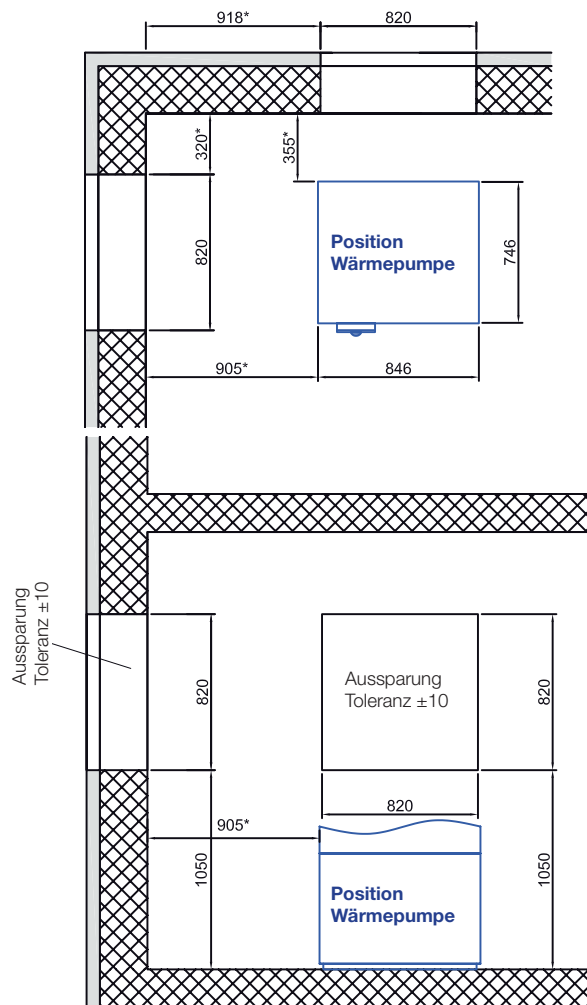 918*
820
320*
355*
820
Position
Wärmepumpe
746
905*
846
Aussparung
Toleranz ±10
820
Aussparung
Toleranz ±10
820
820
905*
1050
Position
Wärmepumpe
1050